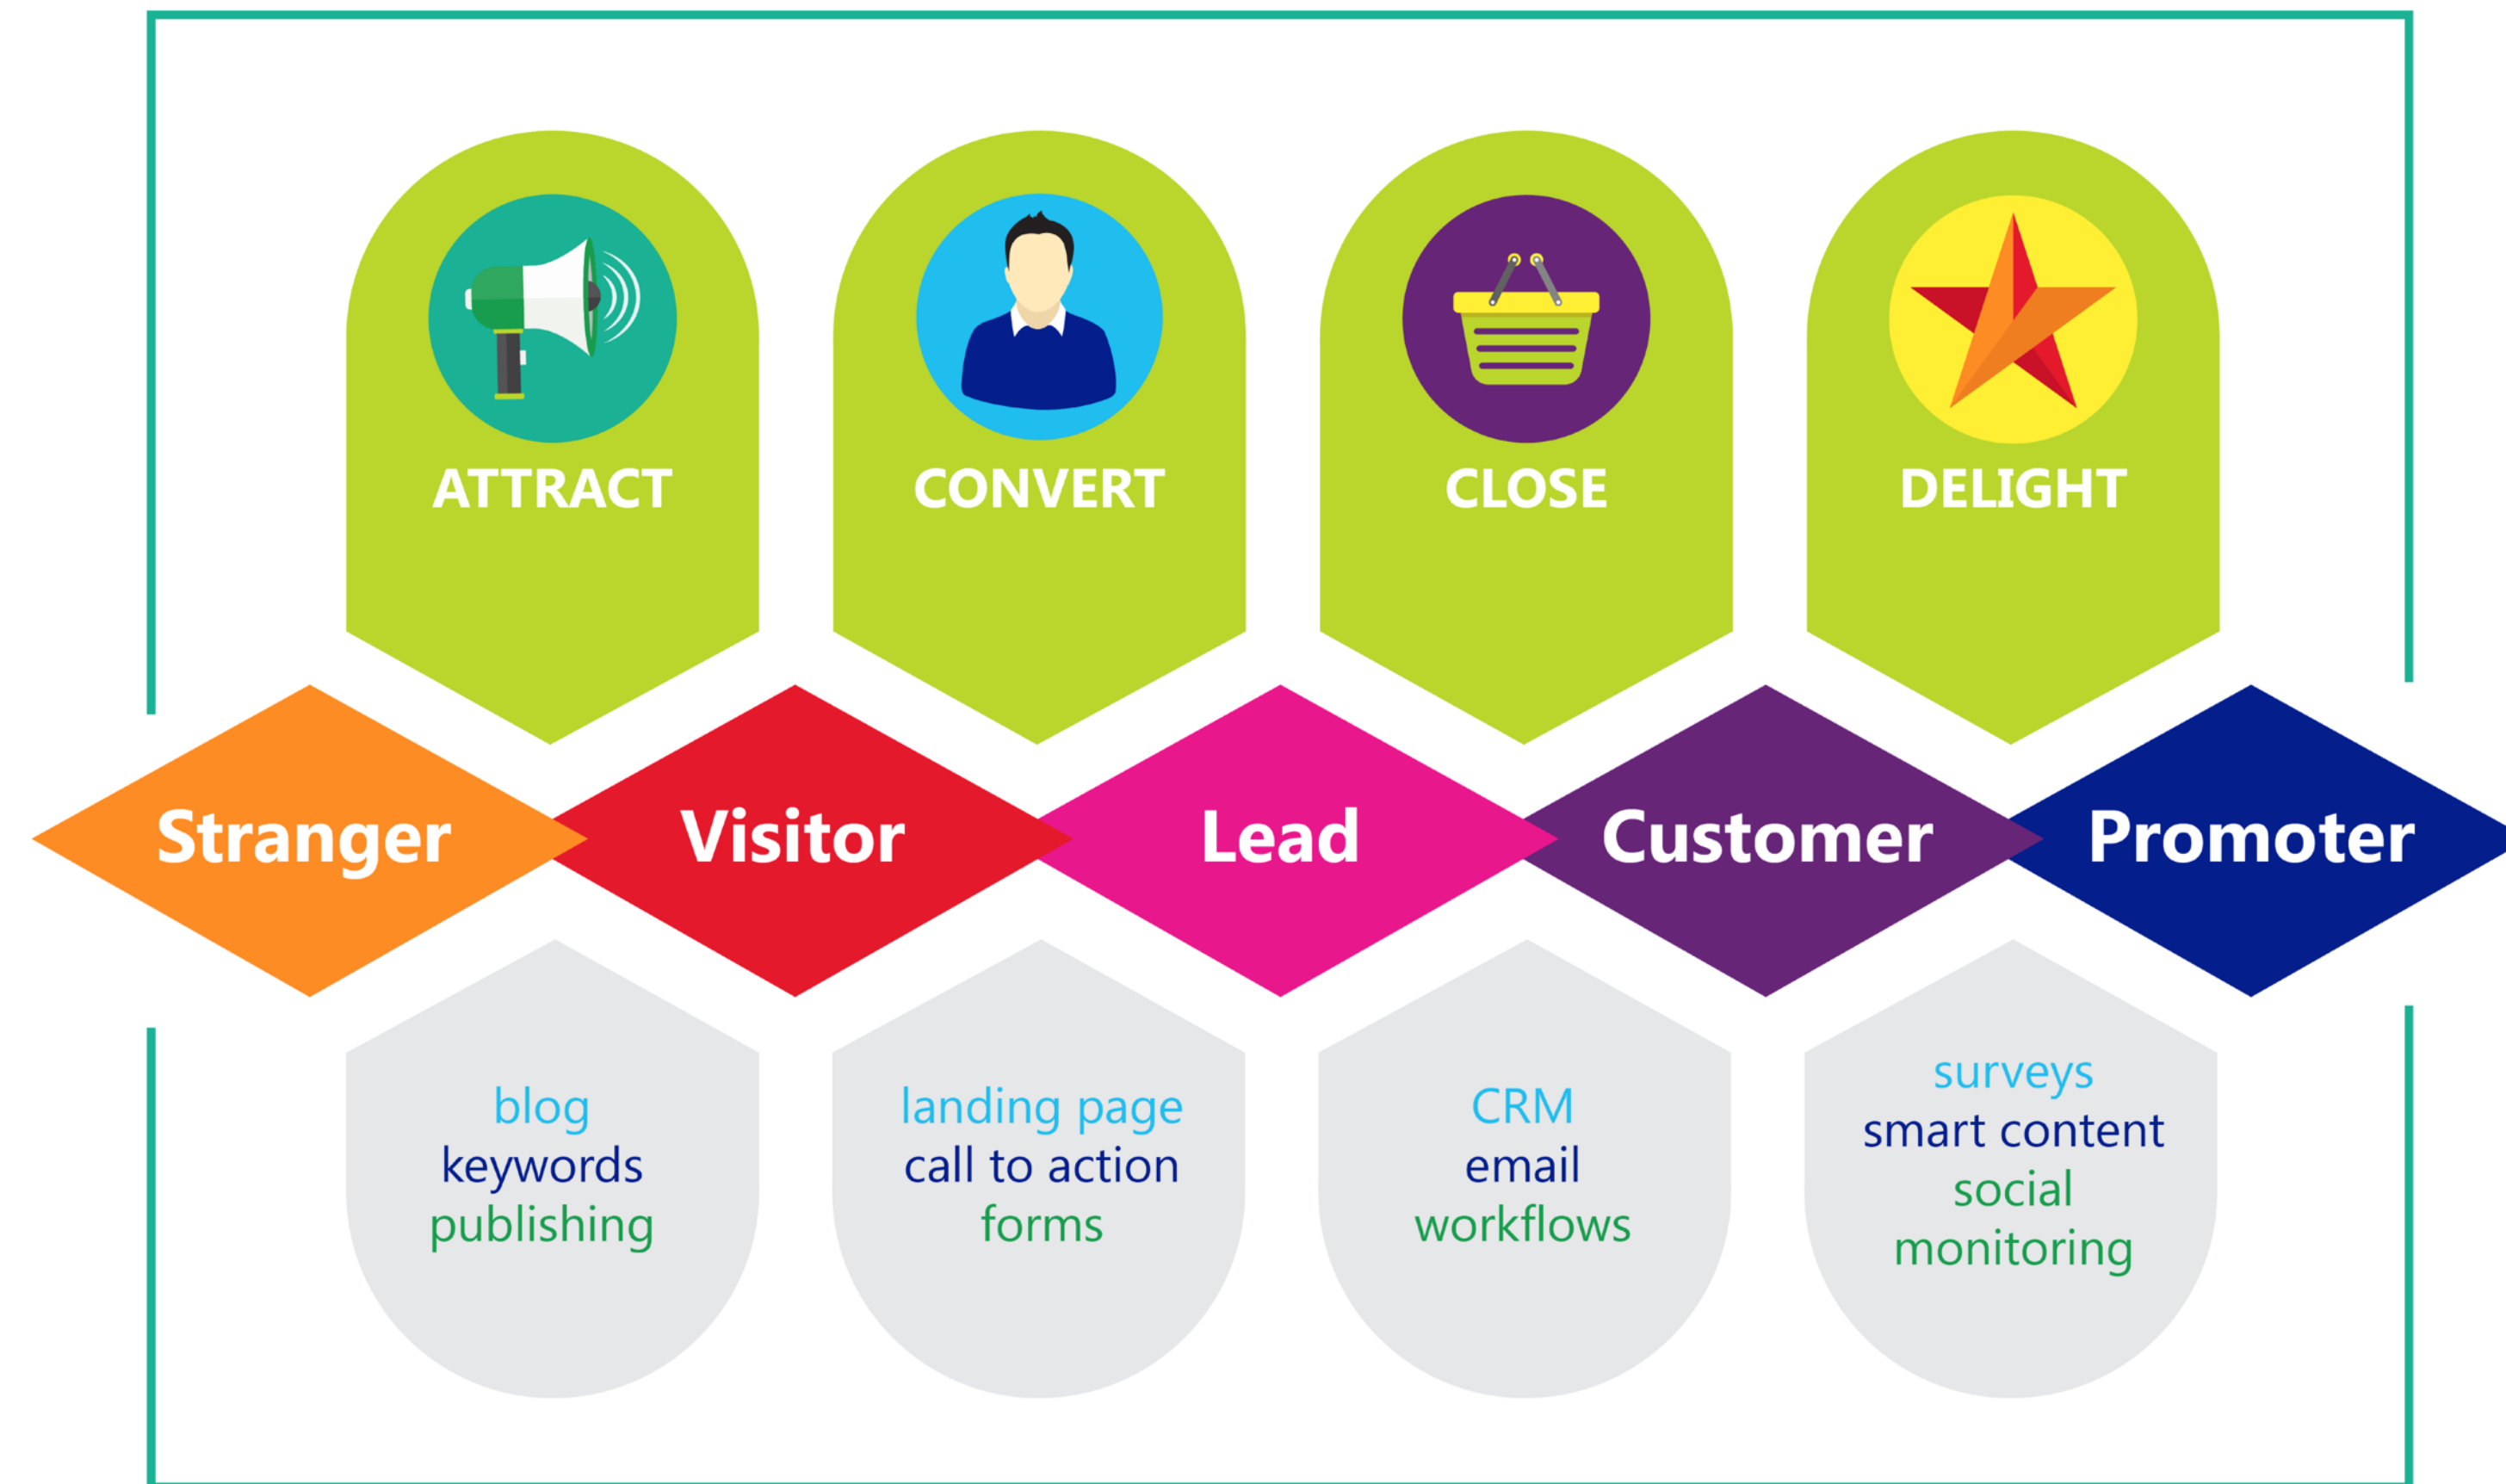 ATTRACT
CONVERT
CLOSE
DELIGHT
Stranger
Visitor
Lead
Customer
Promoter
blog
keywords
publishing
landing page
call to action
forms
CRM
email
workflows
surveys
smart content
social
monitoring